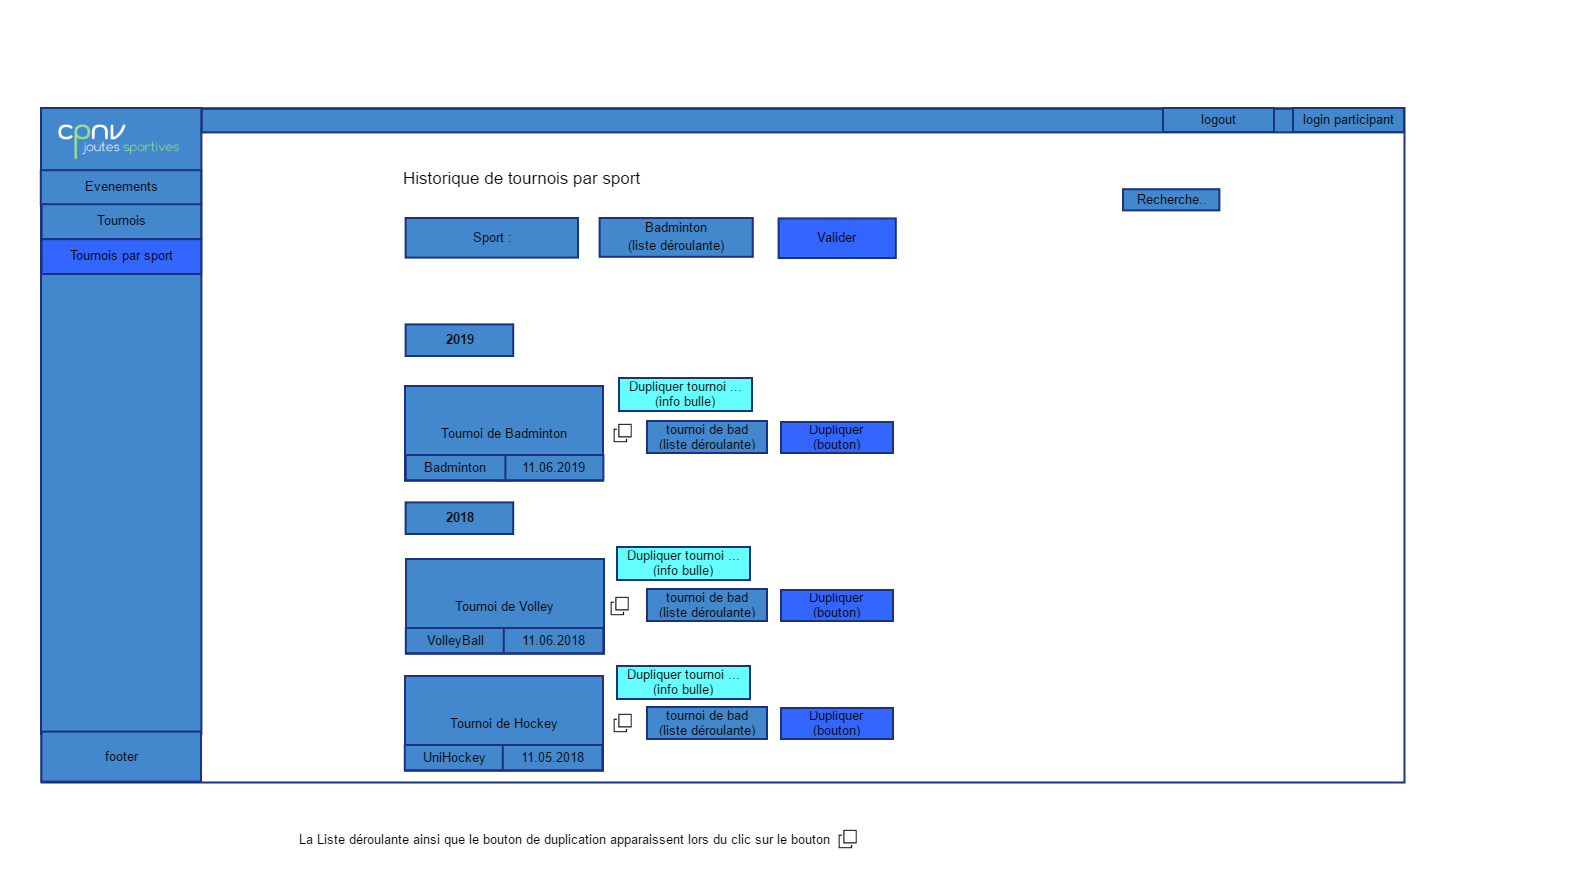 logout
login participant
cpnv
joutes sportives
Evenements
Tournois
Tournois par sport
Historique de tournois par sport
Recherche..
Sport :
Badminton
(liste déroulante)
Valider
2019
Dupliquer tournoi ...
(info bulle)
Tournoi de Badminton
tournoi de bad
(liste déroulante)
Dupliquer
(bouton)
Badminton
11.06.2019
2018
Dupliquer tournoi ...
(info bulle)
Tournoi de Volley
tournoi de bad
(liste déroulante)
Dupliquer
(bouton)
VolleyBall
11.06.2018
Dupliquer tournoi ...
(info bulle)
Tournoi de Hockey
tournoi de bad
(liste déroulante)
Dupliquer
(bouton)
UniHockey
11.05.2018
footer
La Liste déroulante ainsi que le bouton de duplication apparaissent lors du clic sur le bouton